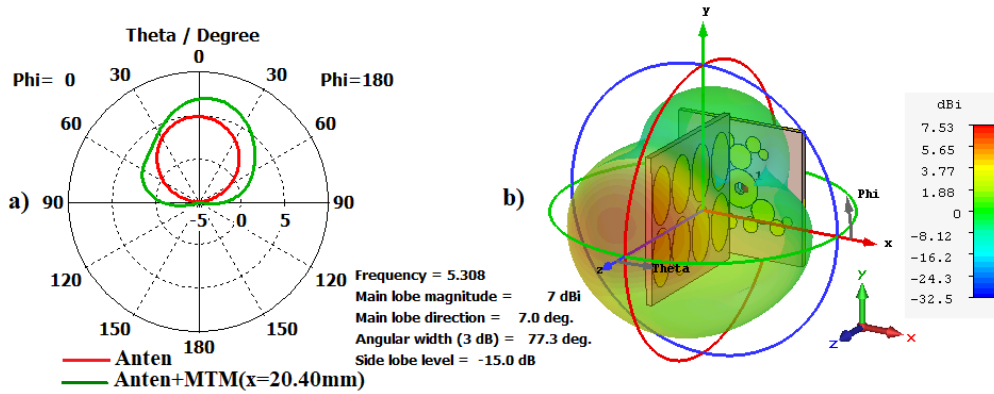 Theta / Degree
Phi= 0
30
0
30
Phi=180
60
60
a)
90
90
5
0
5
120
120
150
150
180
Anten
Anten+MTM(x=20.40mm)
Frequency = 5.308
Main lobe magnitude = 7 dBi
Main lobe direction = 7.0 deg.
Angular width (3 dB) = 77.3 deg.
Side lobe level = -15.0 dB
b)
y
Phi
x
z
Theta
y
x
z
dBi
7.53
5.65
3.77
1.88
0
-8.12
-16.2
-24.3
-32.5